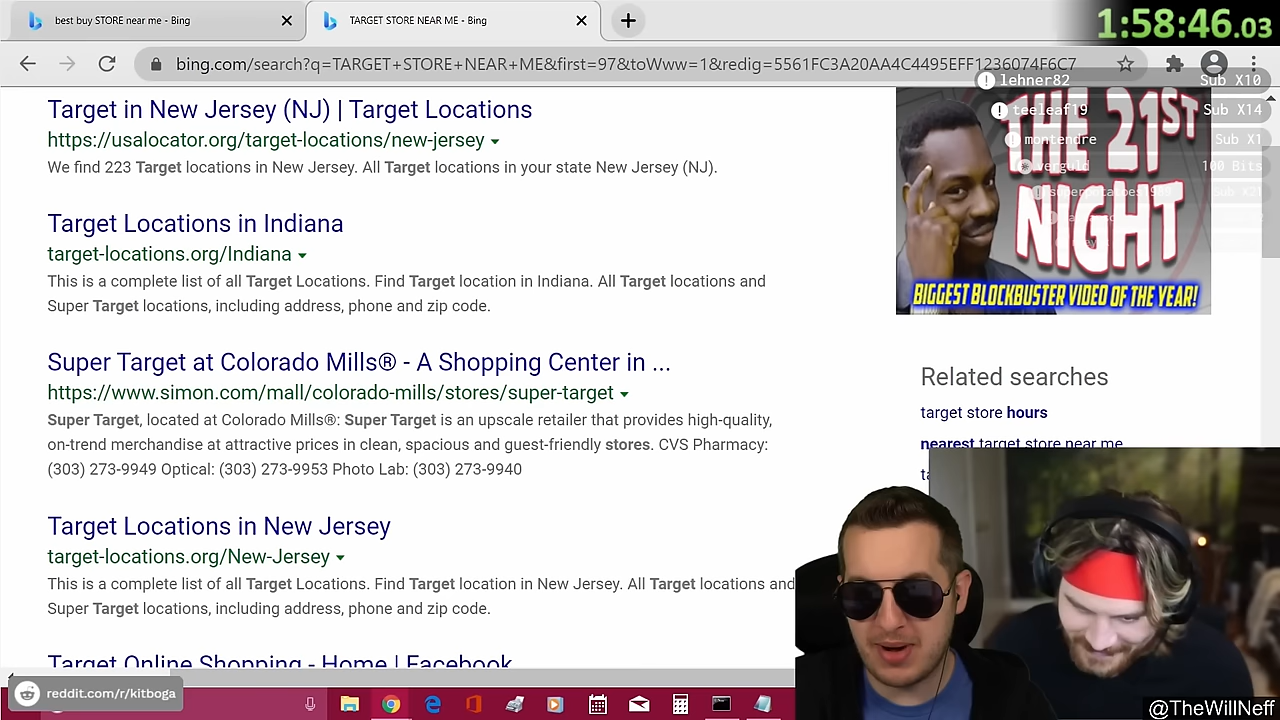 best buy STORE near me - Bing
TARGET STORE NEAR ME - Bing
1:58:46.03
bing.com/search?q=TARGET+STORE+NEAR+ME&first=97&toWww=1&redig=5561FC3A20AA4C4495EFF1236074F6C7
lehner82 Sub X10
teeleaf19 Sub X14
montendre Sub X1
verguld 100 Bits
THE 21ST
NIGHT
BIGGEST BLOCKBUSTER VIDEO OF THE YEAR!
Target in New Jersey (NJ) | Target Locations
https://usalocator.org/target-locations/new-jersey
We find 223 Target locations in New Jersey. All Target locations in your state New Jersey (NJ).
Target Locations in Indiana
target-locations.org/Indiana
This is a complete list of all Target Locations. Find Target location in Indiana. All Target locations and
Super Target locations, including address, phone and zip code.
Super Target at Colorado Mills® - A Shopping Center in ...
https://www.simon.com/mall/colorado-mills/stores/super-target
Super Target, located at Colorado Mills®: Super Target is an upscale retailer that provides high-quality,
on-trend merchandise at attractive prices in clean, spacious and guest-friendly stores. CVS Pharmacy:
(303) 273-9949 Optical: (303) 273-9953 Photo Lab: (303) 273-9940
Target Locations in New Jersey
target-locations.org/New-Jersey
This is a complete list of all Target Locations. Find Target location in New Jersey. All Target locations and
Super Target locations, including address, phone and zip code.
Target Online Shopping - Home | Facebook
Related searches
target store hours
nearest target store near me
reddit.com/r/kitboga
@TheWillNeff